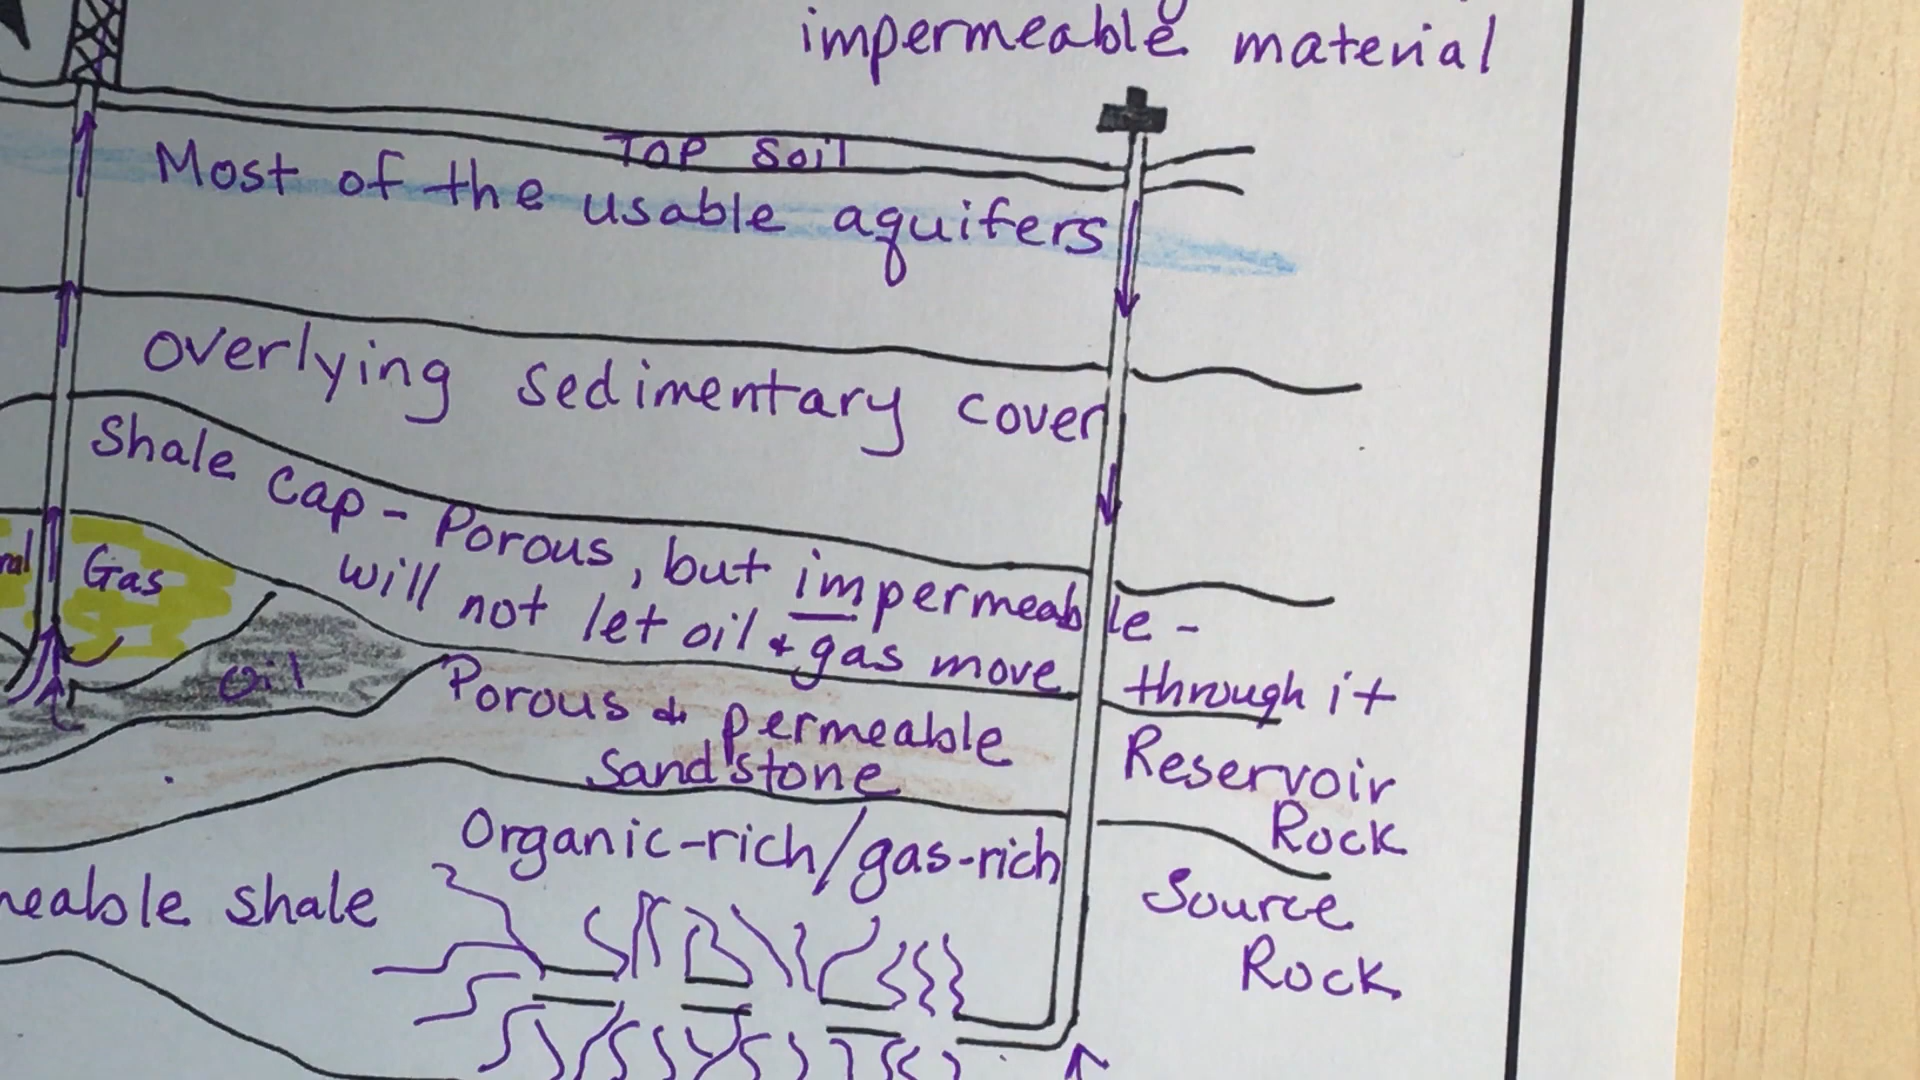 impermeable material
Top Soil
Most of the usable aquifers
overlying sedimentary cover
Shale cap - Porous, but impermeable -
will not let oil & gas move
through it
Gas
oil
Porous & permeable
Sandstone
Reservoir
Rock
Organic-rich/gas-rich
shale
Source
Rock